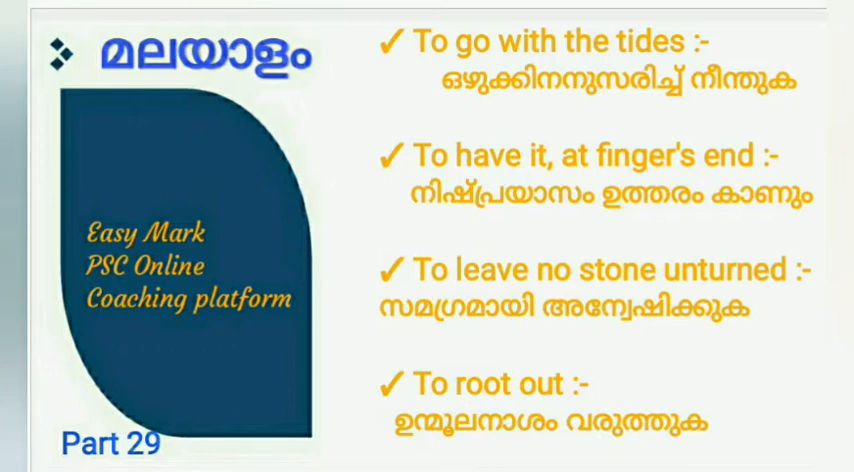 ❖ മലയാളം
Easy Mark
PSC Online
Coaching platform
Part 29
✓ To go with the tides :-
ഒഴുക്കിനനുസരിച്ച് നീന്തുക
✓ To have it, at finger's end :-
നിഷ്പ്രയാസം ഉത്തരം കാണും
✓ To leave no stone unturned :-
സമഗ്രമായി അന്വേഷിക്കുക
✓ To root out :-
ഉന്മൂലനാശം വരുത്തുക